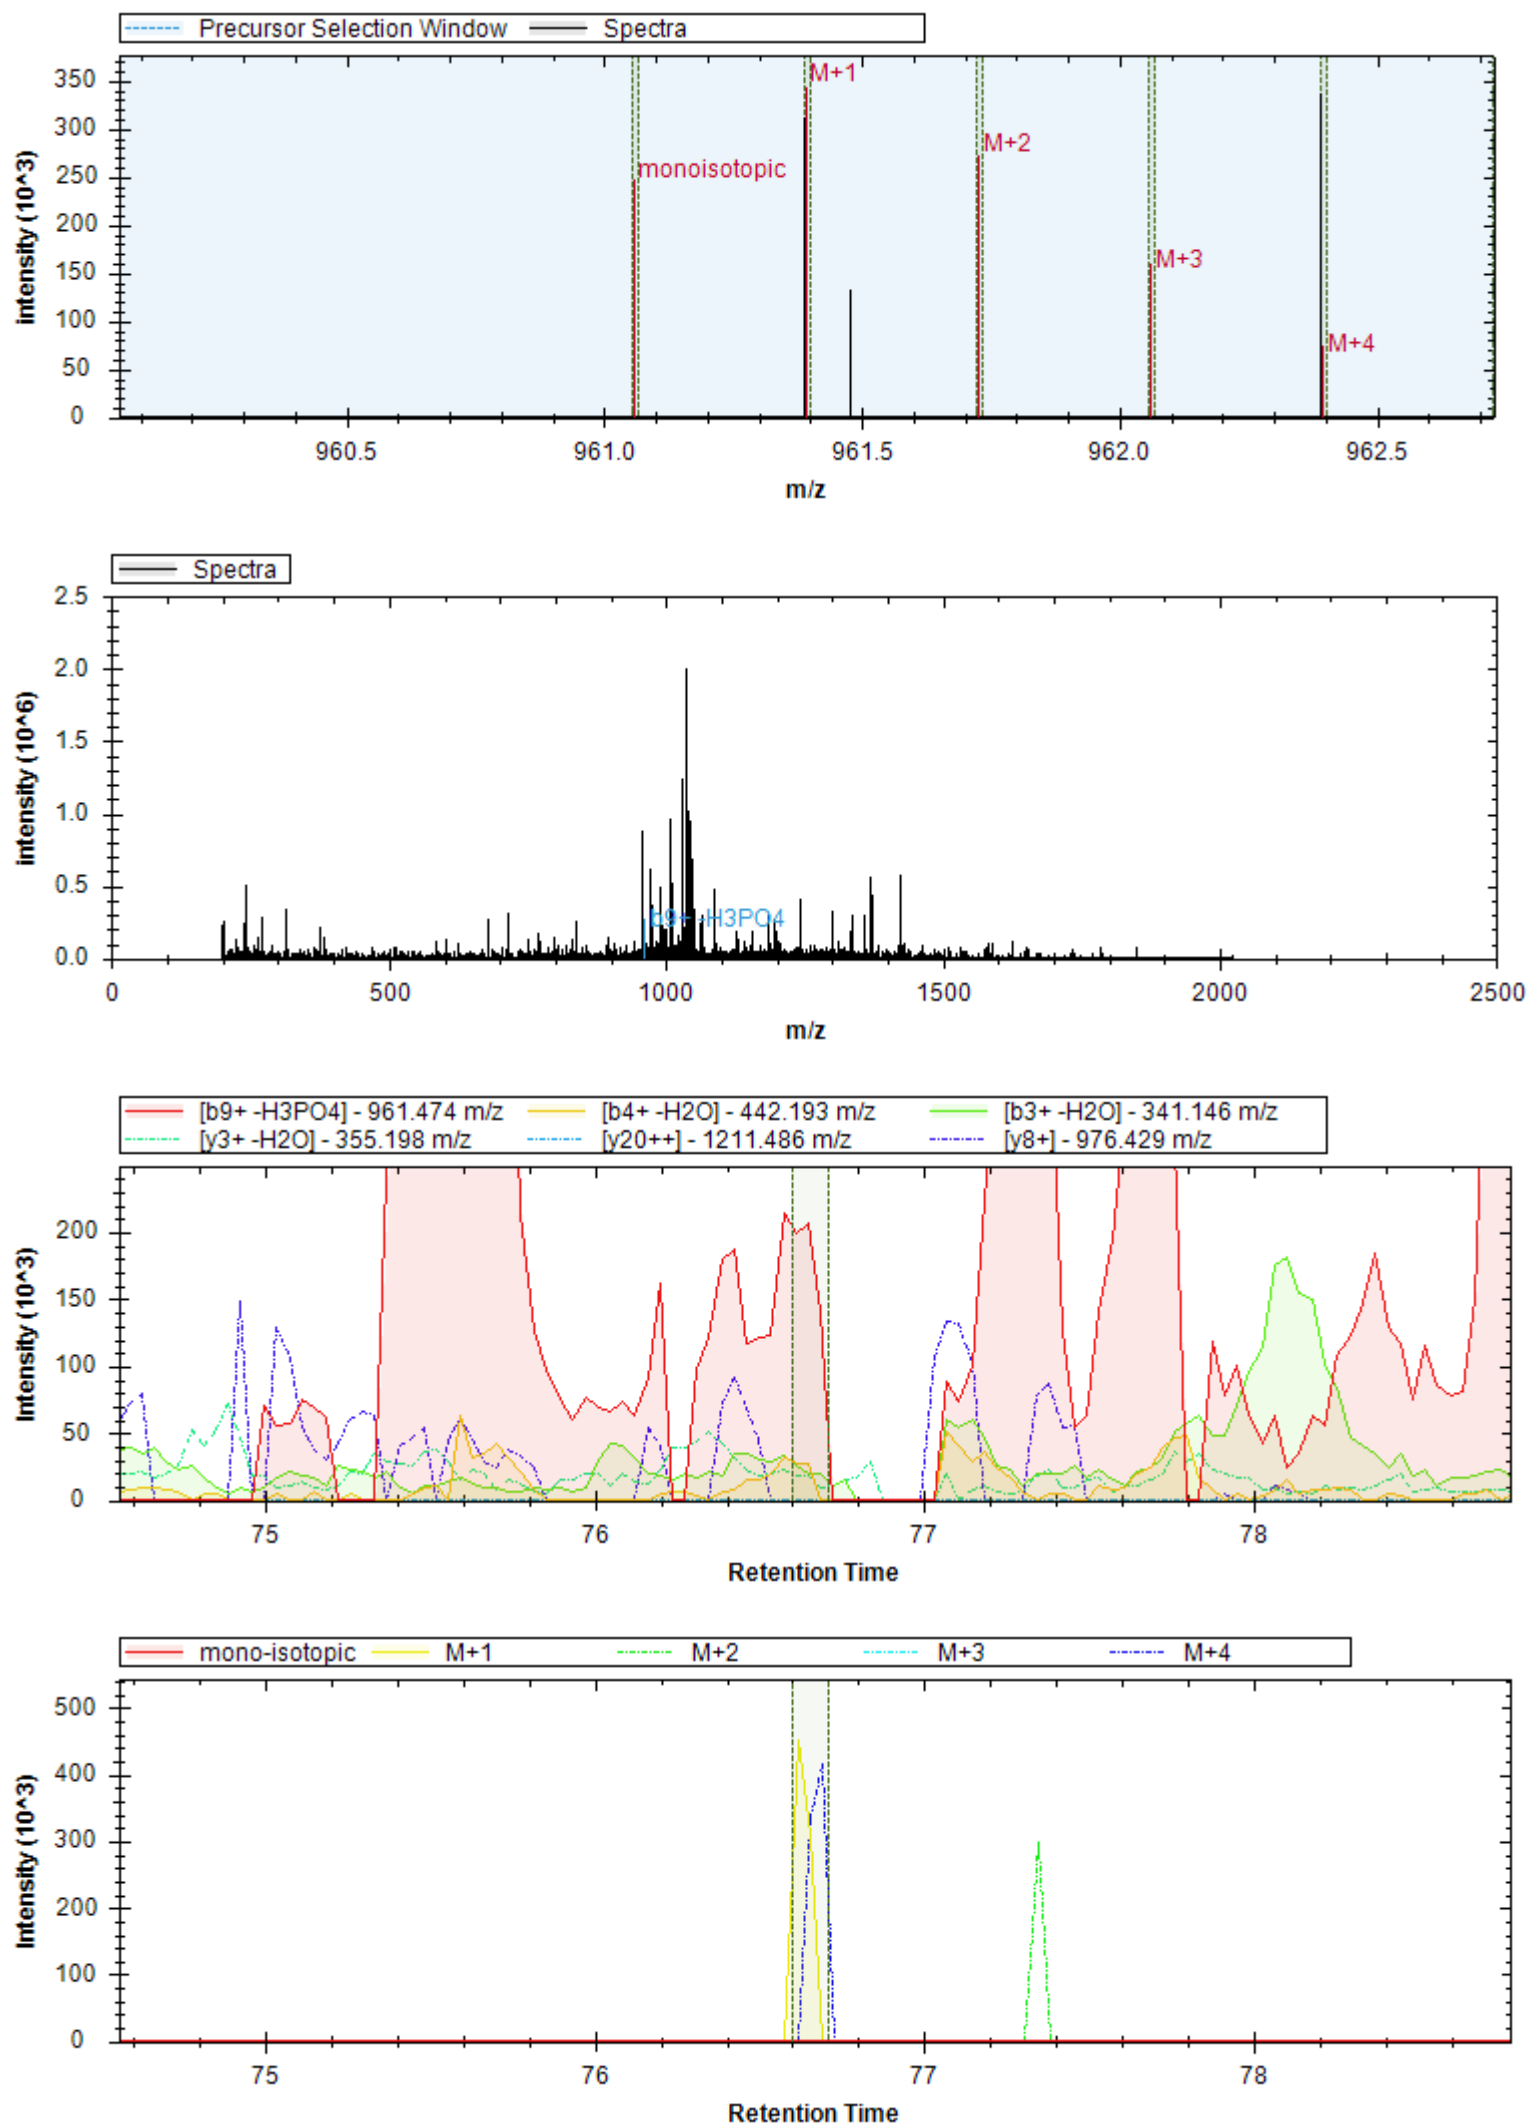 Precursor Selection Window Spectra
350
300
250
200
150
100
50
0
intensity (10^3)
monoisotopic
M+1
M+2
M+3
M+4
960.5 961.0 961.5 962.0 962.5
m/z
Spectra
2.5
2.0
1.5
1.0
0.5
0.0
intensity (10^6)
b9+ -H3PO4
0 500 1000 1500 2000 2500
m/z
[b9+ -H3PO4] - 961.474 m/z [b4+ -H2O] - 442.193 m/z [b3+ -H2O] - 341.146 m/z
[y3+ -H2O] - 355.198 m/z [y20++] - 1211.486 m/z [y8+] - 976.429 m/z
200
150
100
50
0
Intensity (10^3)
75 76 77 78
Retention Time
mono-isotopic M+1 M+2 M+3 M+4
500
400
300
200
100
0
Intensity (10^3)
75 76 77 78
Retention Time